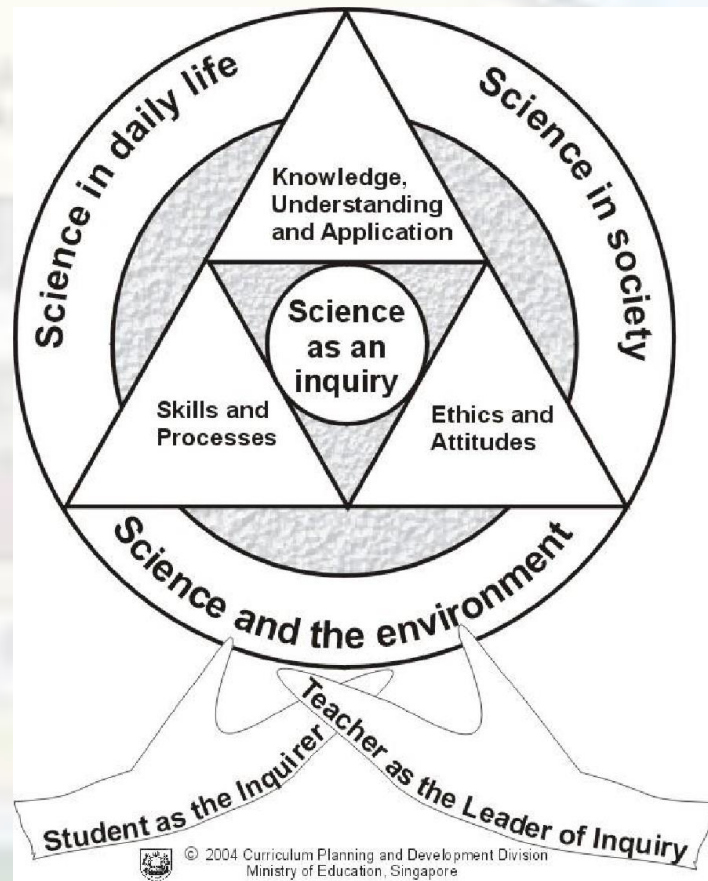 Science in daily life
Science in society
Knowledge,
Understanding
and Application
Science
as an
inquiry
Skills and
Processes
Ethics and
Attitudes
Science and the environment
Student as the Inquirer
Teacher as the Leader of Inquiry
© 2004 Curriculum Planning and Development Division
Ministry of Education, Singapore